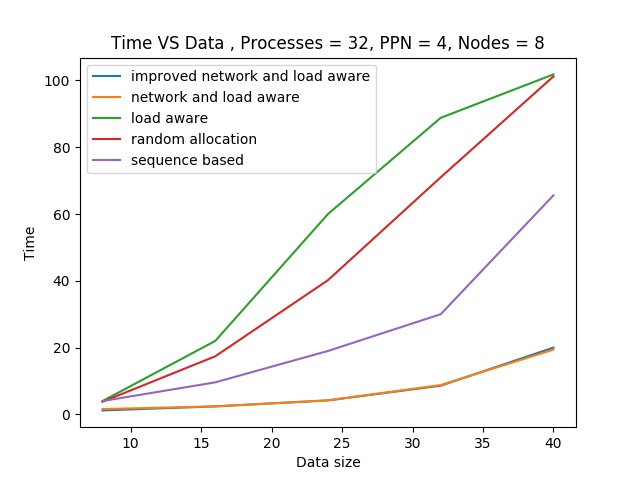 Time VS Data , Processes = 32, PPN = 4, Nodes = 8
improved network and load aware
network and load aware
load aware
random allocation
sequence based
100
80
60
40
20
0
Time
10 15 20 25 30 35 40
Data size